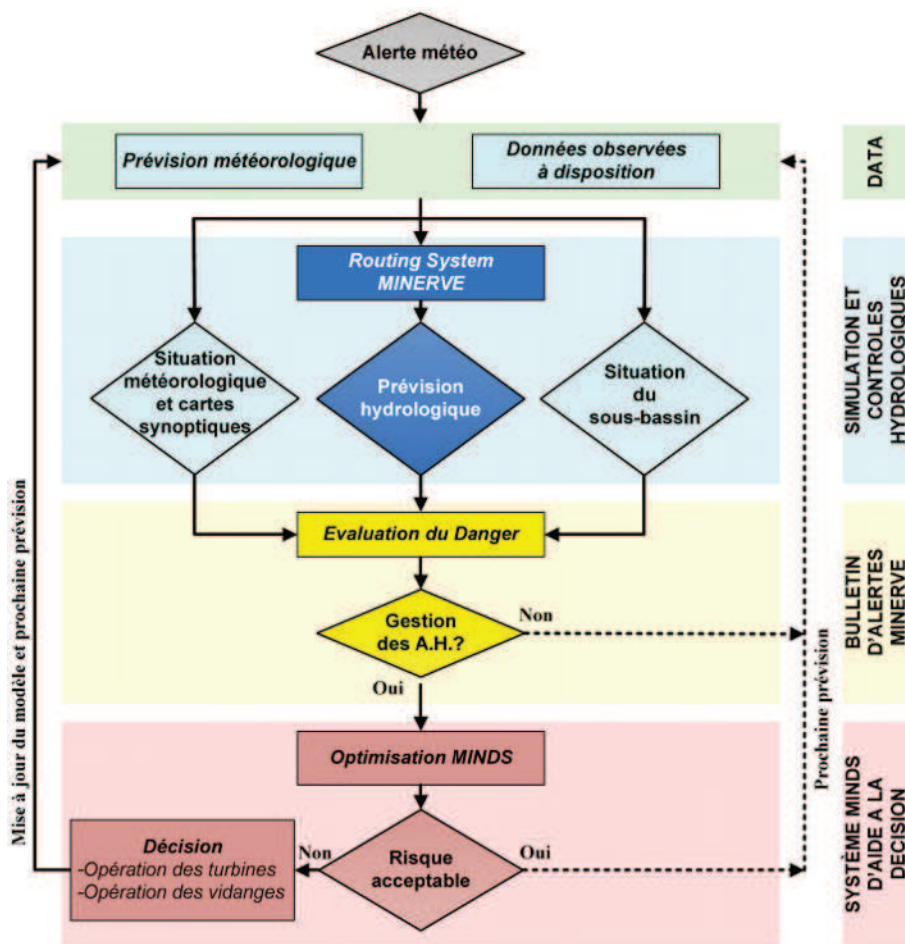 Alerte météo
Prévision météorologique
Données observées
à disposition
DATA
Routing System
MINERVE
Situation
météorologique
et cartes
synoptiques
Prévision
hydrologique
Situation
du
sous-bassin
SIMULATION ET
CONTROLES
HYDROLOGIQUES
Evaluation du Danger
Gestion
des A.H.?
Non
Oui
BULLETIN
D'ALERTES
MINERVE
Optimisation MINDS
Risque
acceptable
Non
Oui
Décision
-Opération des turbines
-Opération des vidanges
SYSTÈME MINDS
D'AIDE A LA
DECISION
Mise à jour du modèle et prochaine prévision
Prochaine prévision